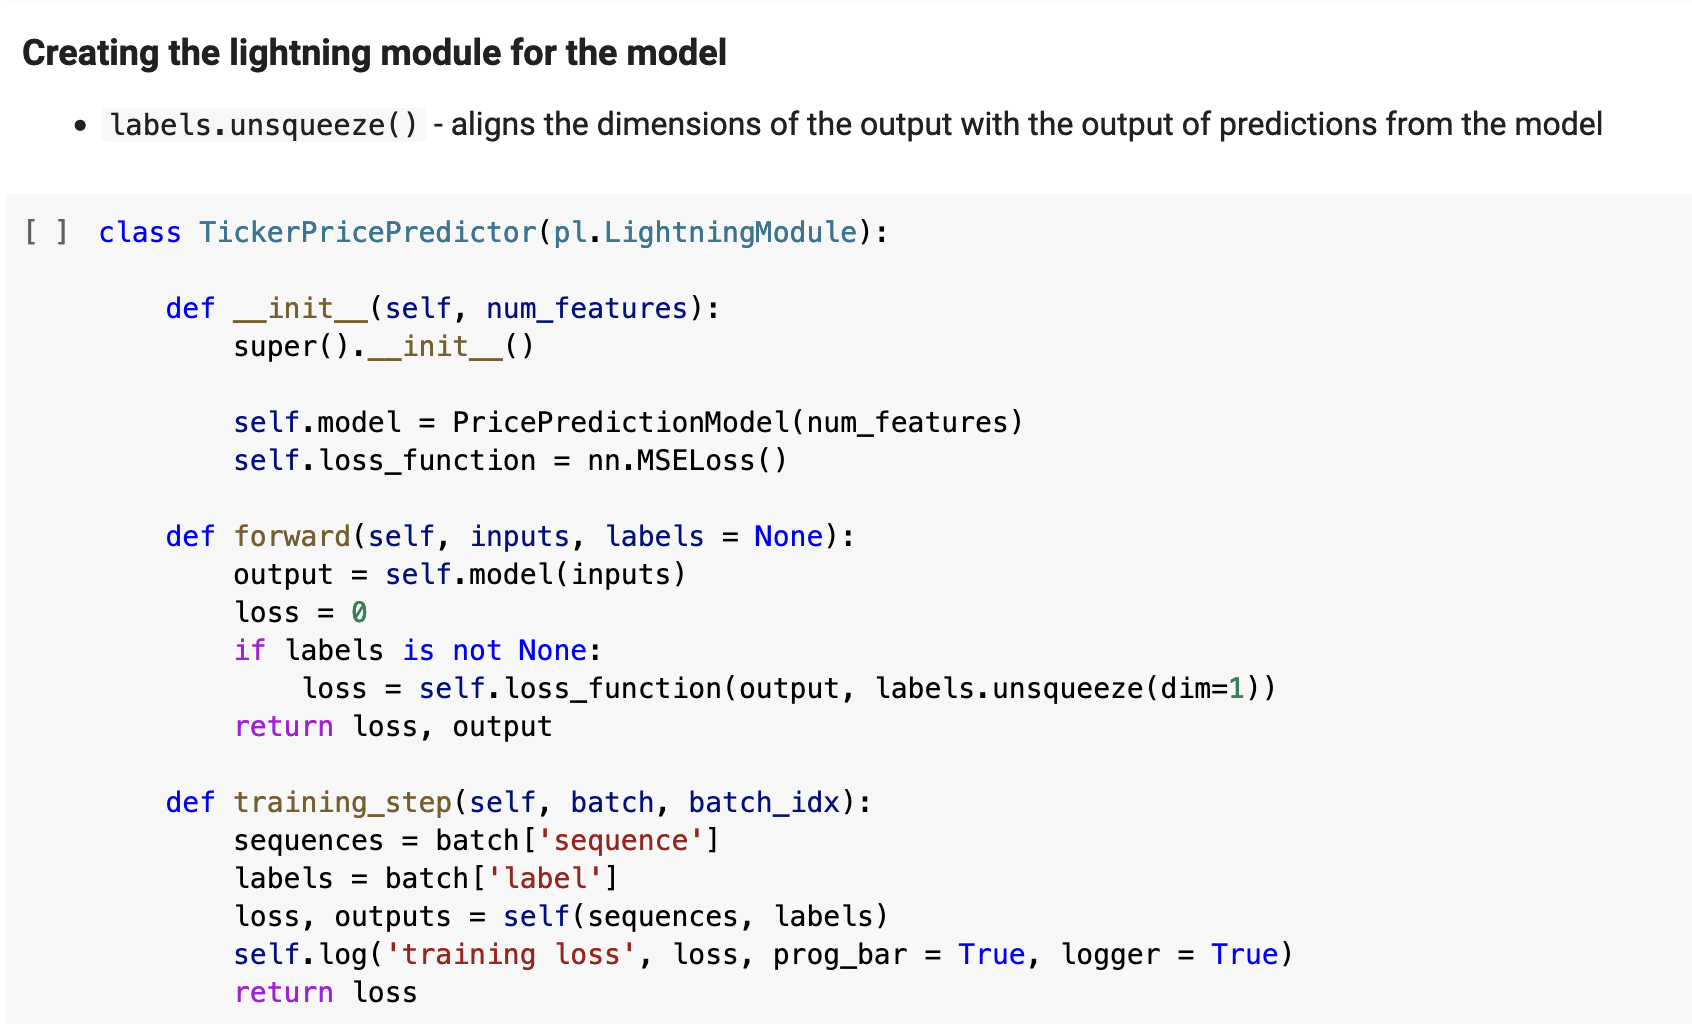 Creating the lightning module for the model
• labels.unsqueeze() - aligns the dimensions of the output with the output of predictions from the model
[ ] class TickerPricePredictor(pl.LightningModule):
def __init__(self, num_features):
super().__init__()
self.model = PricePredictionModel(num_features)
self.loss_function = nn.MSELoss()
def forward(self, inputs, labels = None):
output = self.model(inputs)
loss = 0
if labels is not None:
loss = self.loss_function(output, labels.unsqueeze(dim=1))
return loss, output
def training_step(self, batch, batch_idx):
sequences = batch['sequence']
labels = batch['label']
loss, outputs = self(sequences, labels)
self.log('training loss', loss, prog_bar = True, logger = True)
return loss